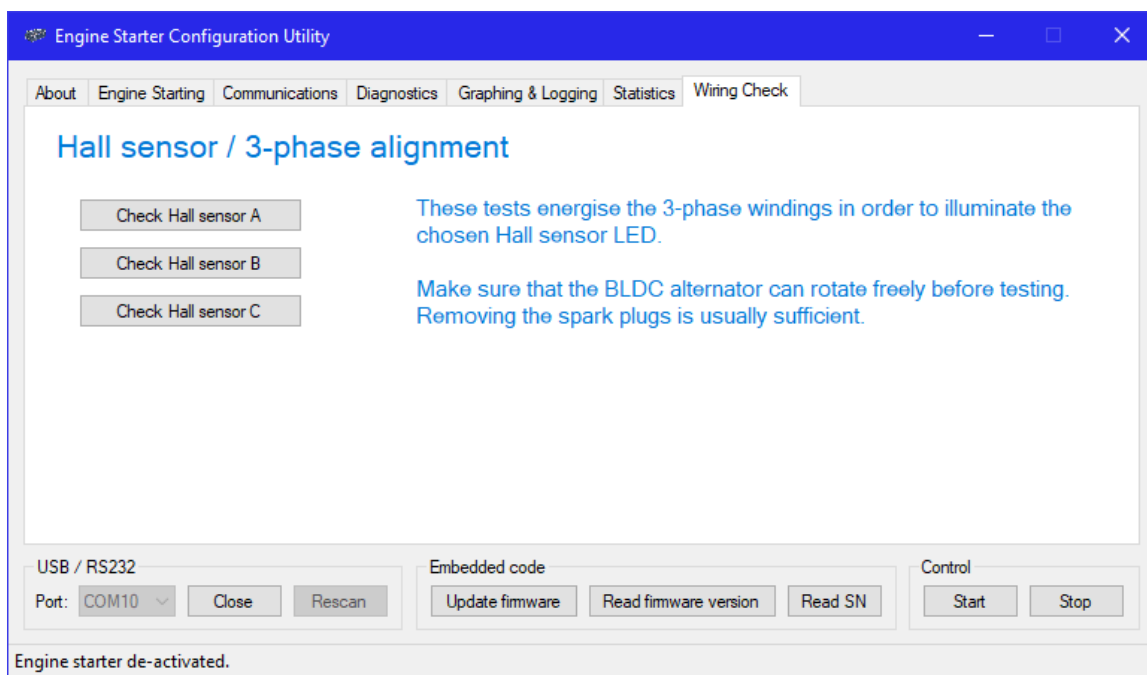 Engine Starter Configuration Utility
About Engine Starting Communications Diagnostics Graphing & Logging Statistics Wiring Check
Hall sensor / 3-phase alignment
Check Hall sensor A
Check Hall sensor B
Check Hall sensor C
These tests energise the 3-phase windings in order to illuminate the
chosen Hall sensor LED.
Make sure that the BLDC alternator can rotate freely before testing.
Removing the spark plugs is usually sufficient.
USB / RS232
Port: COM10 Close Rescan
Embedded code
Update firmware Read firmware version Read SN
Control
Start Stop
Engine starter de-activated.